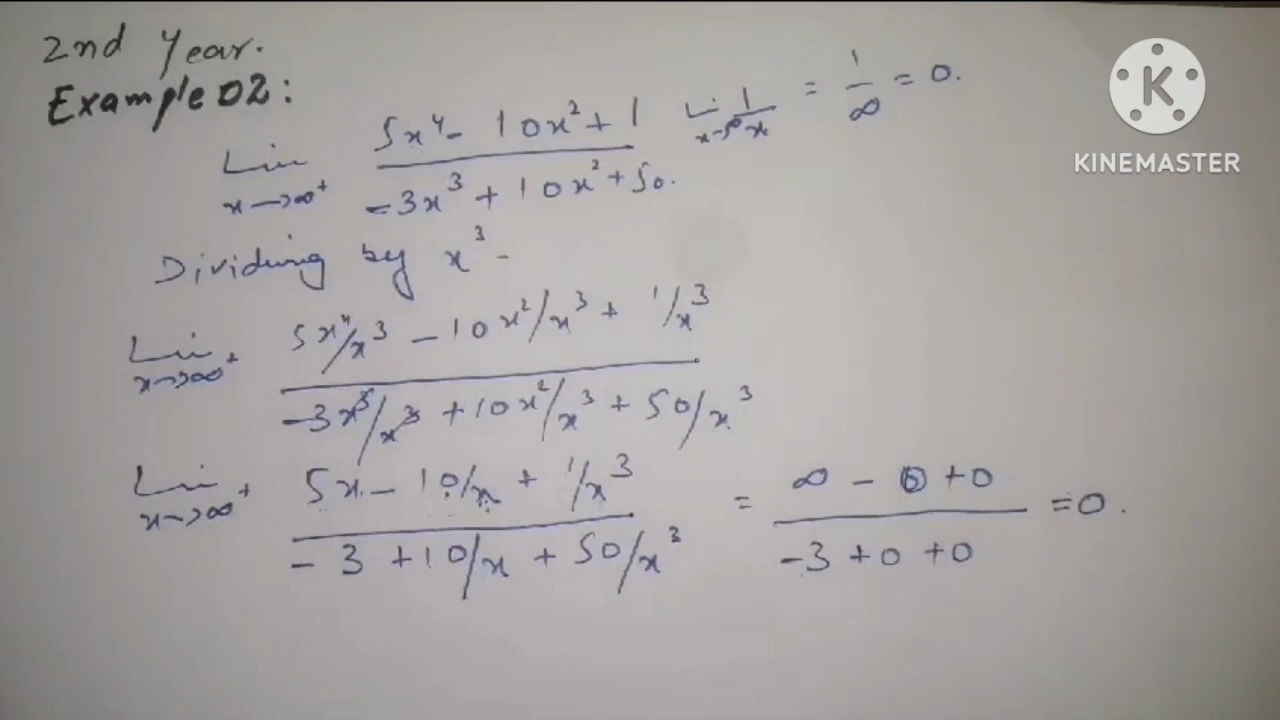 2nd Year.
Example 02:
Lim x→∞⁺ (5x⁴ - 10x² + 1)/(-3x³ + 10x² + 50.) Lim x→∞ 1/x = 1/∞ = 0.
KINEMASTER
Dividing by x³ -
Lim x→∞⁺ (5x⁴/x³ - 10x²/x³ + 1/x³)/(-3x³/x³ + 10x²/x³ + 50/x³)
Lim x→∞⁺ (5x - 10/x + 1/x³)/(-3 + 10/x + 50/x³) = (∞ - 0 + 0)/(-3 + 0 + 0) = 0.